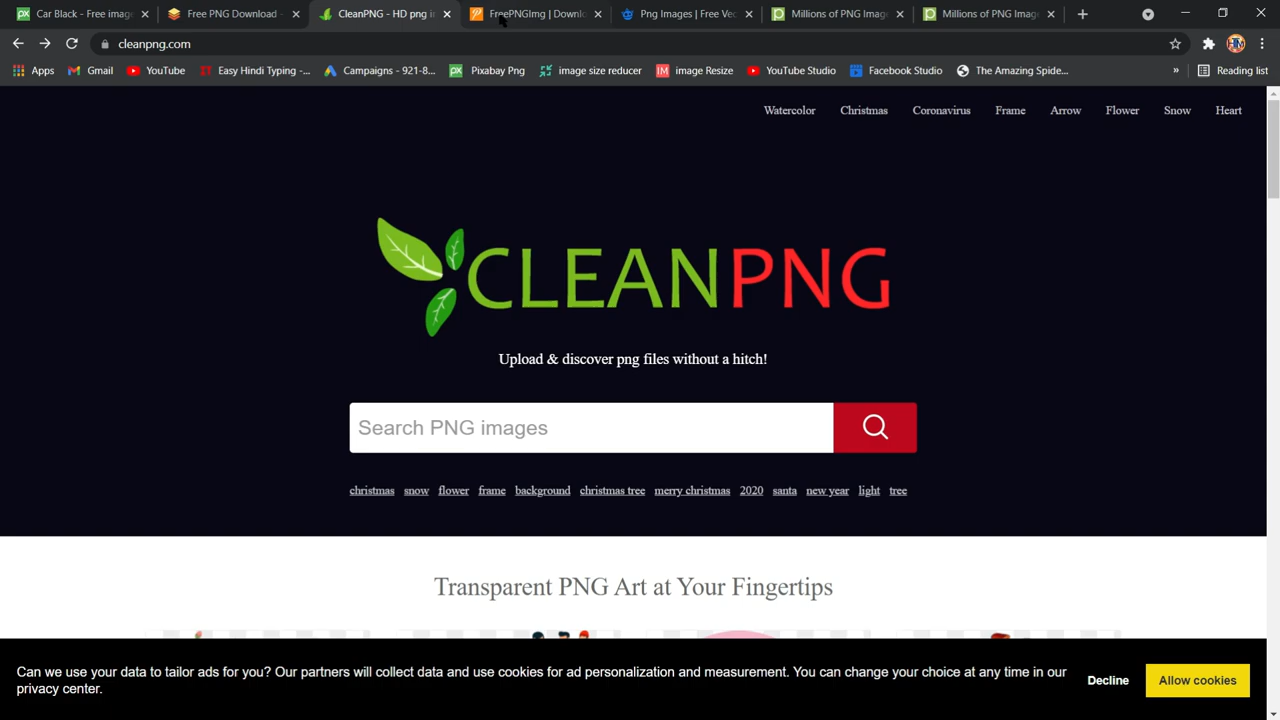 Car Black - Free imag
Free PNG Download -
CleanPNG - HD png i
FreePNGImg | Downlo
Png Images | Free Vec
Millions of PNG Imag
Millions of PNG Imag
cleanpng.com
Apps
Gmail
YouTube
Easy Hindi Typing -...
Campaigns - 921-8...
Pixabay Png
image size reducer
image Resize
YouTube Studio
Facebook Studio
The Amazing Spide...
»
Reading list
Watercolor
Christmas
Coronavirus
Frame
Arrow
Flower
Snow
Heart
CLEANPNG
Upload & discover png files without a hitch!
Search PNG images
christmas snow flower frame background christmas tree merry christmas 2020 santa new year light tree
Transparent PNG Art at Your Fingertips
Can we use your data to tailor ads for you? Our partners will collect data and use cookies for ad personalization and measurement. You can change your choice at any time in our
privacy center.
Decline
Allow cookies